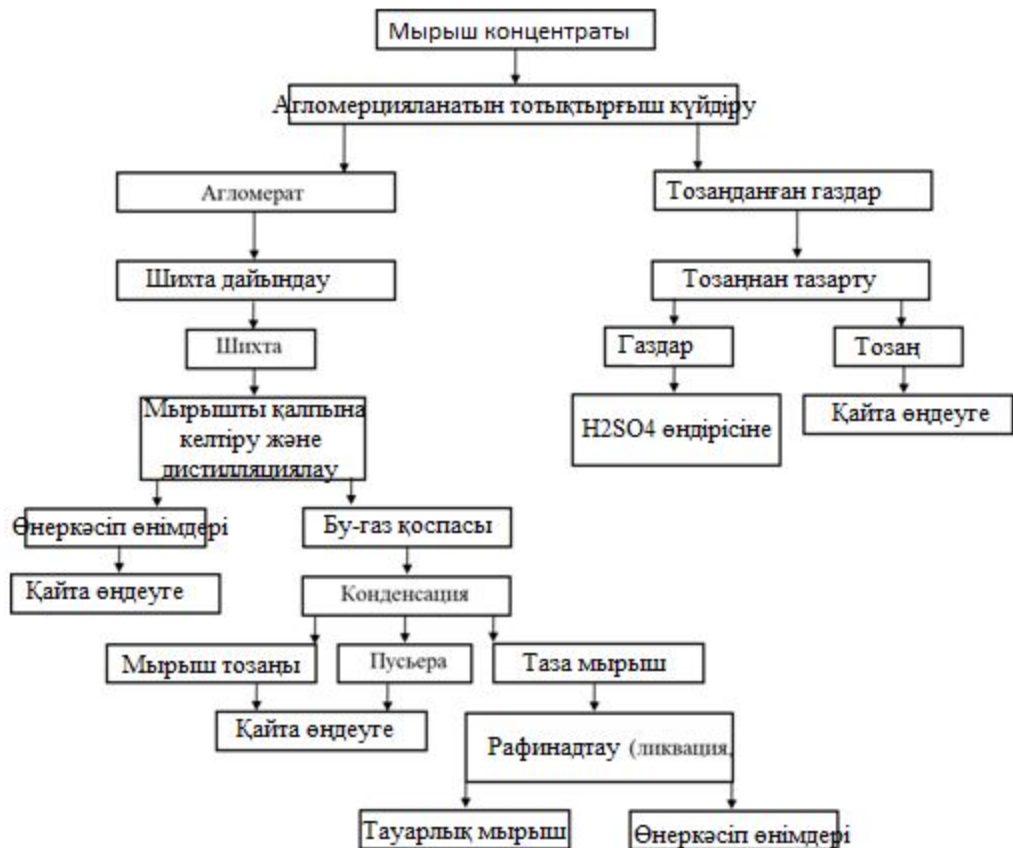 Мырыш концентраты
Агломерцияланатын тотықтырғыш күйдіру
Агломерат
Тозаңданған газдар
Шихта дайындау
Тозаңнан тазарту
Шихта
Газдар
Тозаң
Мырышты қалпына
келтіру және
дистилляциялау
H2SO4 өндірісіне
Қайта өңдеуге
Өнеркәсіп өнімдері
Бу-газ қоспасы
Қайта өңдеуге
Конденсация
Мырыш тозаңы
Пусьера
Таза мырыш
Қайта өңдеуге
Рафинадтау (ликвация,
Тауарлық мырыш
Өнеркәсіп өнімдері